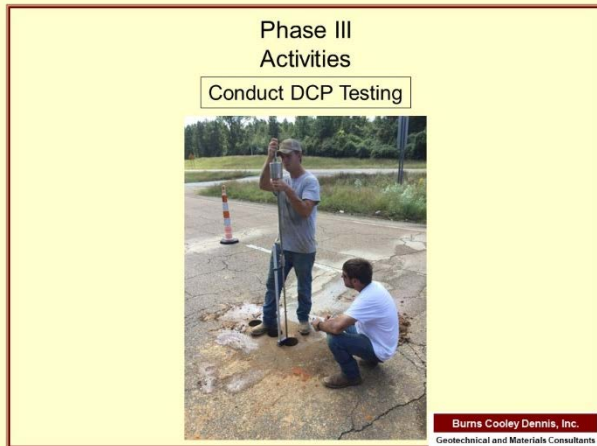 Phase III
Activities
Conduct DCP Testing
Burns Cooley Dennis, Inc.
Geotechnical and Materials Consultants